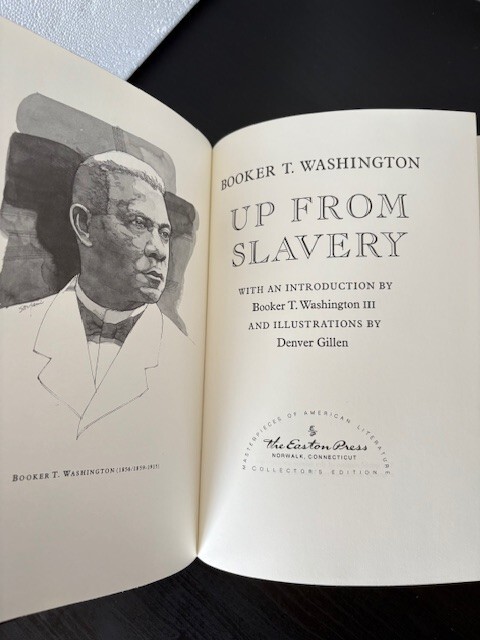 BOOKER T. WASHINGTON (1856/1859-1915)
BOOKER T. WASHINGTON
UP FROM
SLAVERY
WITH AN INTRODUCTION BY
Booker T. Washington III
AND ILLUSTRATIONS BY
Denver Gillen
MASTERPIECES OF AMERICAN LITERATURE
The Easton Press
NORWALK, CONNECTICUT
COLLECTOR'S EDITION